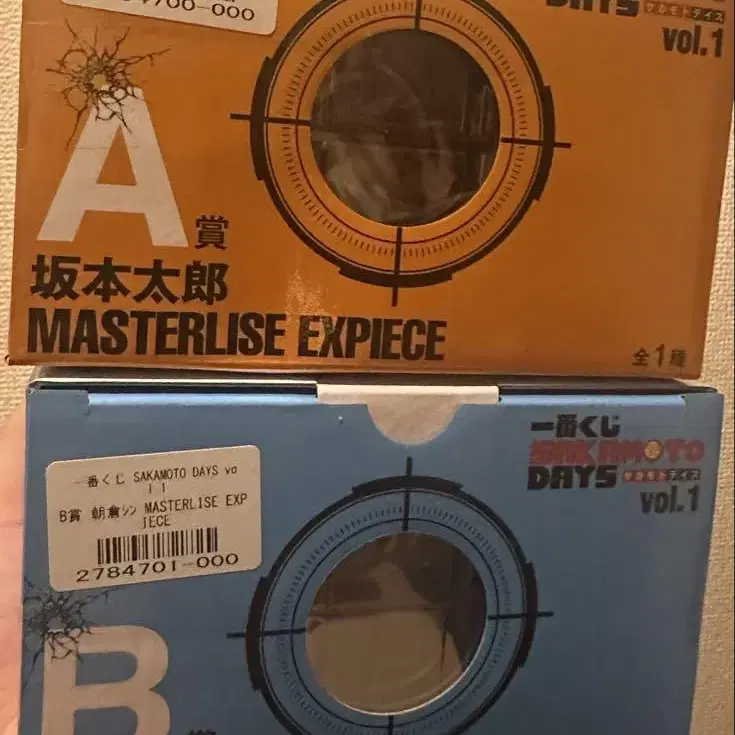 4700-000
DAYS サカモトデイズ
vol.1
A賞
坂本太郎
MASTERLISE EXPIECE
全1種
一番くじ
SAKAMOTO
DAYS サカモトデイズ
vol.1
一番くじ SAKAMOTO DAYS vo
l 1
B賞 朝倉シン MASTERLISE EXP
IECE
2784701-000
B